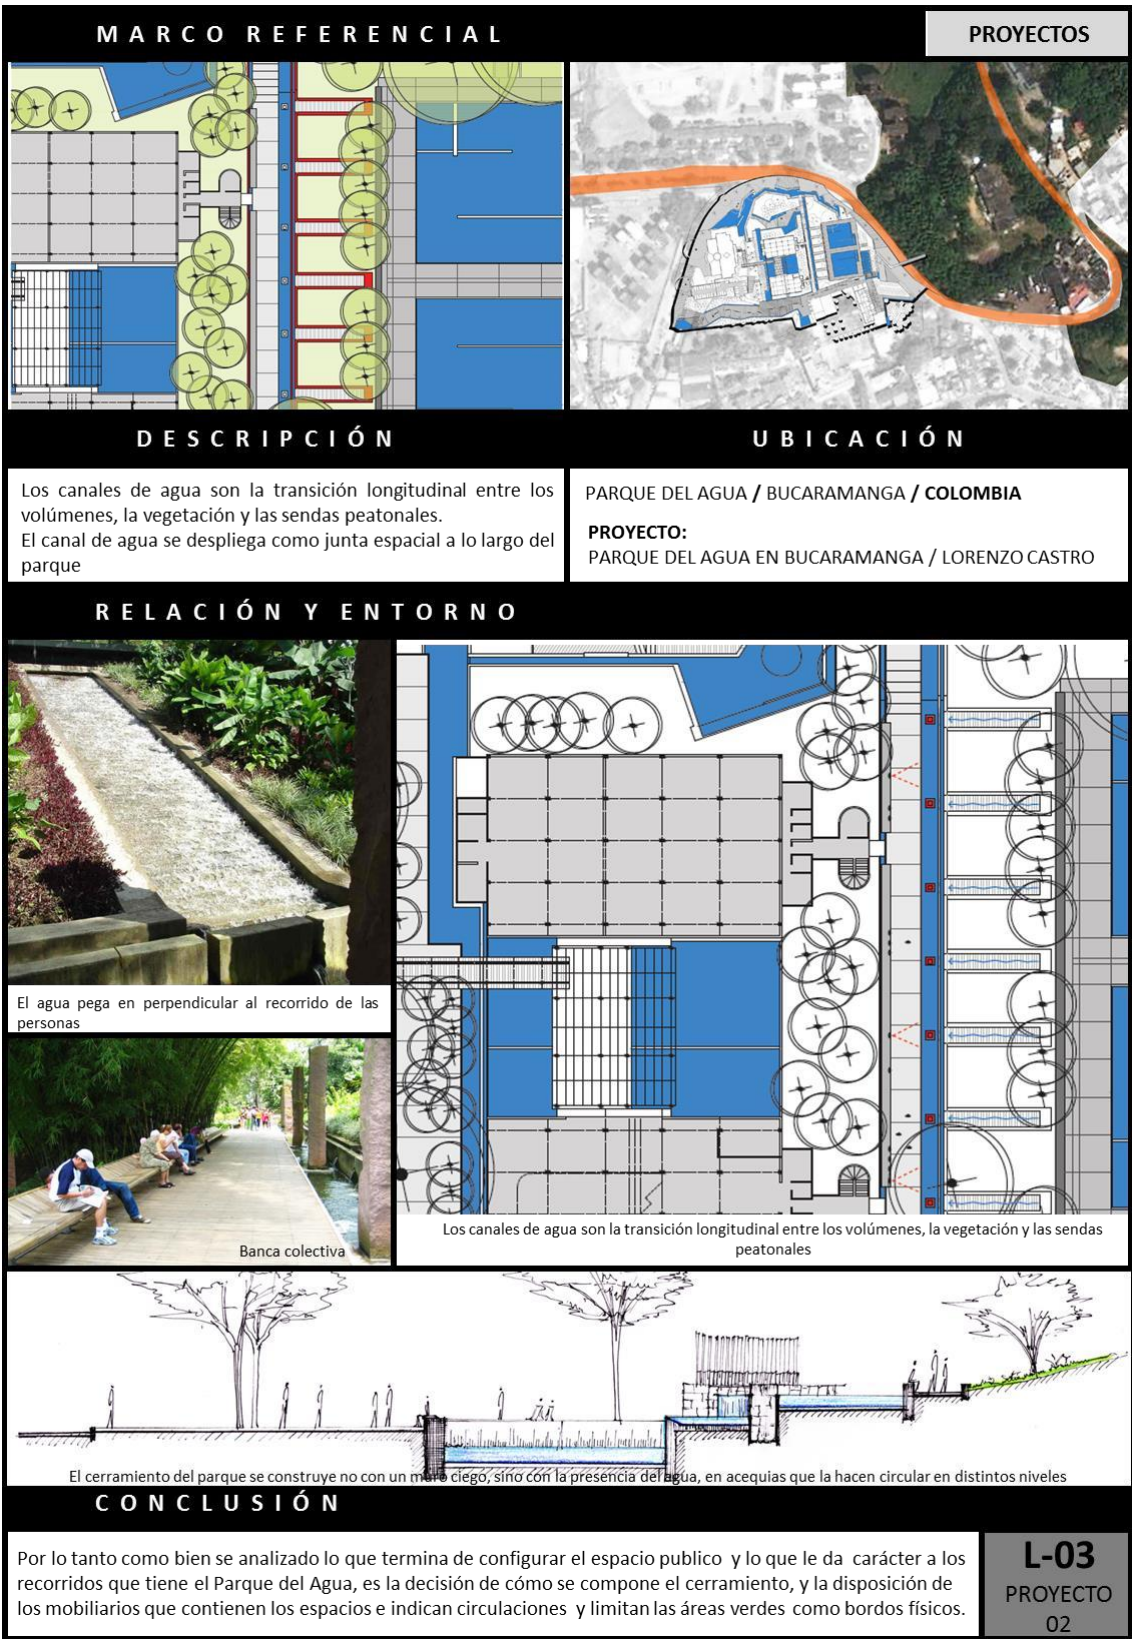 MARCO REFERENCIAL
PROYECTOS
DESCRIPCIÓN
Los canales de agua son la transición longitudinal entre los
volúmenes, la vegetación y las sendas peatonales.
El canal de agua se despliega como junta espacial a lo largo del
parque
UBICACIÓN
PARQUE DEL AGUA / BUCARAMANGA / COLOMBIA
PROYECTO:
PARQUE DEL AGUA EN BUCARAMANGA / LORENZO CASTRO
RELACIÓN Y ENTORNO
El agua pega en perpendicular al recorrido de las
personas
Banca colectiva
Los canales de agua son la transición longitudinal entre los volúmenes, la vegetación y las sendas
peatonales
El cerramiento del parque se construye no con un muro ciego, sino con la presencia del agua, en acequias que la hacen circular en distintos niveles
CONCLUSIÓN
Por lo tanto como bien se analizado lo que termina de configurar el espacio publico y lo que le da carácter a los
recorridos que tiene el Parque del Agua, es la decisión de cómo se compone el cerramiento, y la disposición de
los mobiliarios que contienen los espacios e indican circulaciones y limitan las áreas verdes como bordos físicos.
L-03
PROYECTO
02